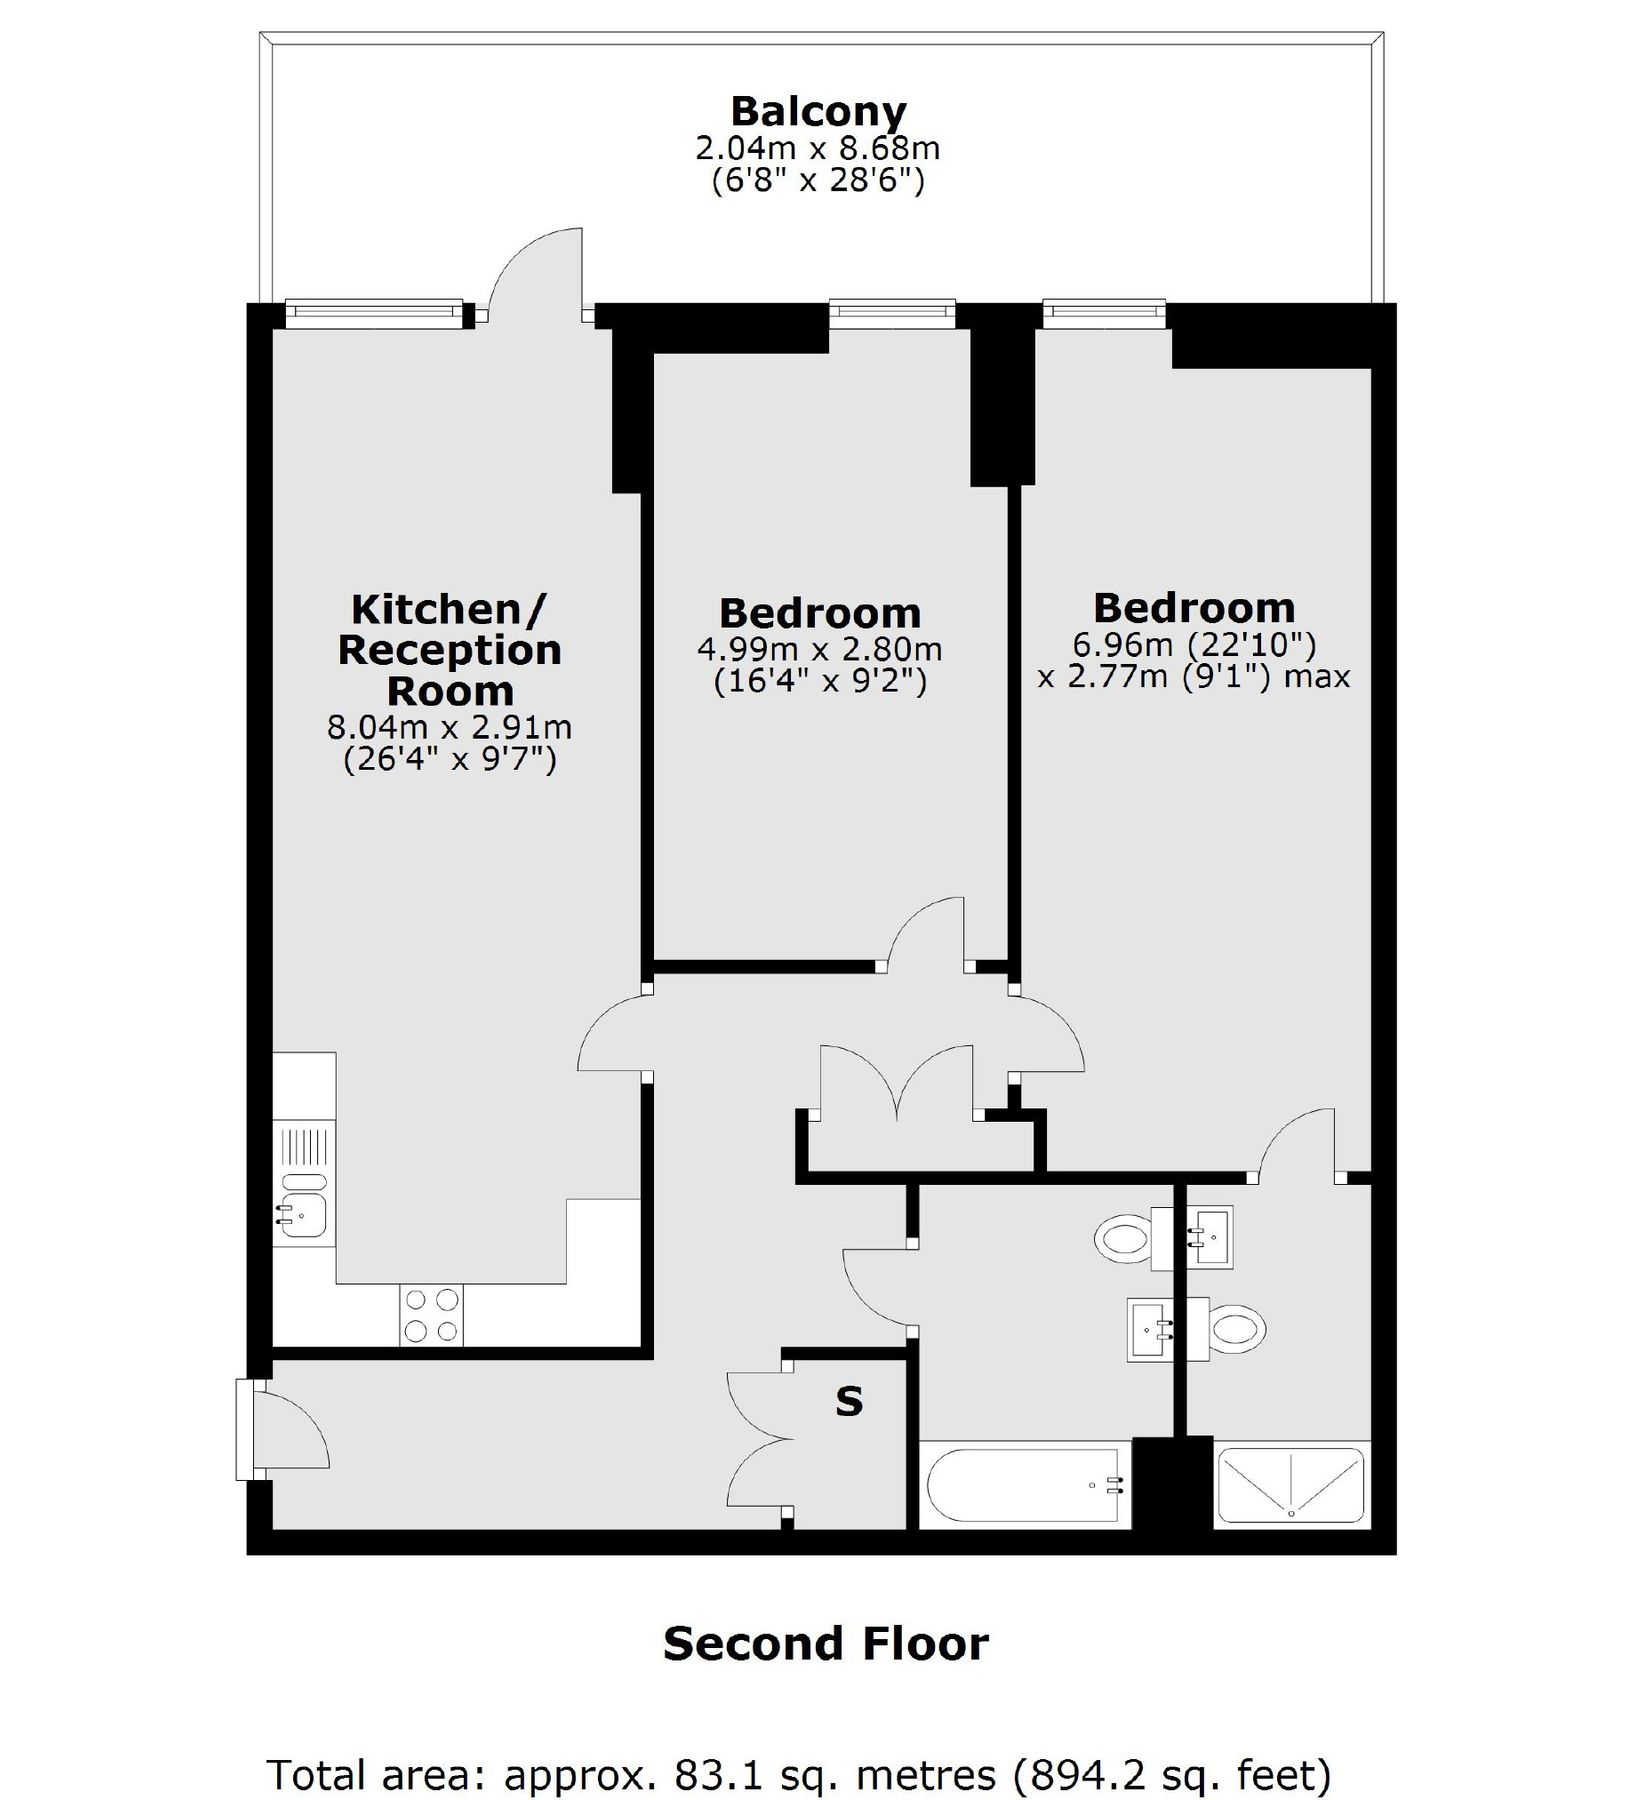 Balcony
2.04m x 8.68m
(6'8" x 28'6")
Kitchen/
Reception
Room
8.04m x 2.91m
(26'4" x 9'7")
Bedroom
4.99m x 2.80m
(16'4" x 9'2")
Bedroom
6.96m (22'10")
x 2.77m (9'1") max
S
Second Floor
Total area: approx. 83.1 sq. metres (894.2 sq. feet)